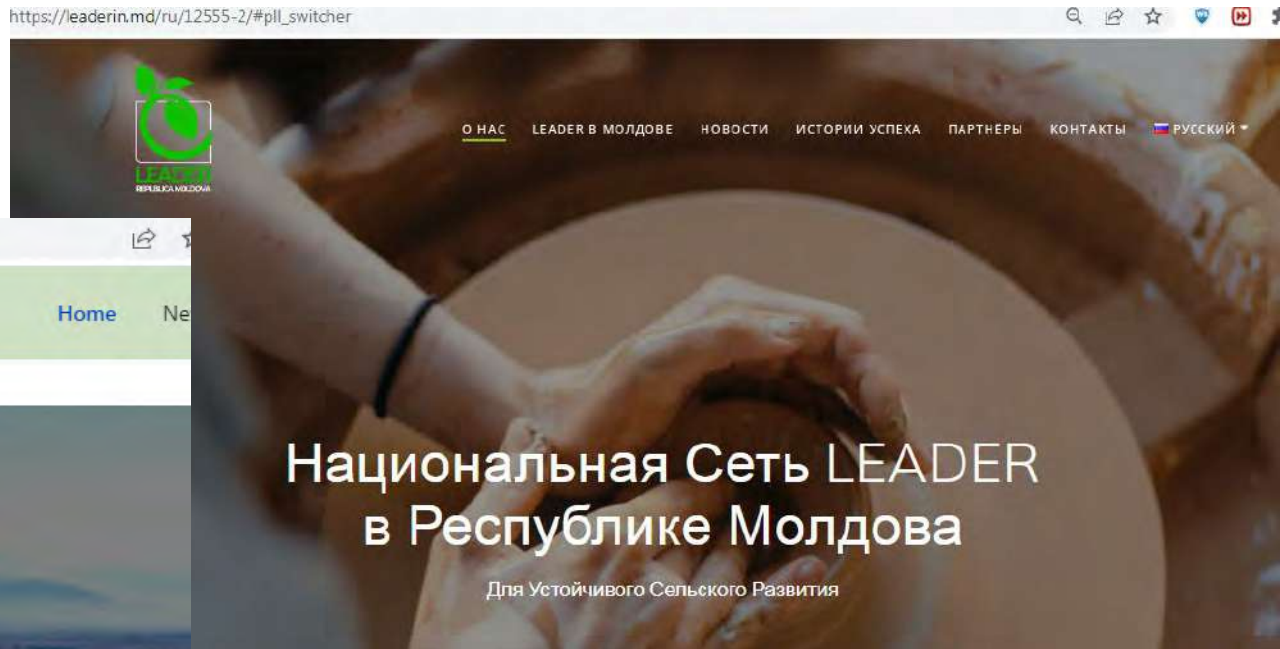 https://leaderin.md/ru/12555-2/#pll_switcher
О НАС LEADER В МОЛДОВЕ НОВОСТИ ИСТОРИИ УСПЕХА ПАРТНЁРЫ КОНТАКТЫ РУССКИЙ
LEADER
REPUBLICA MOLDOVA
Home
Национальная Сеть LEADER
в Республике Молдова
Для Устойчивого Сельского Развития